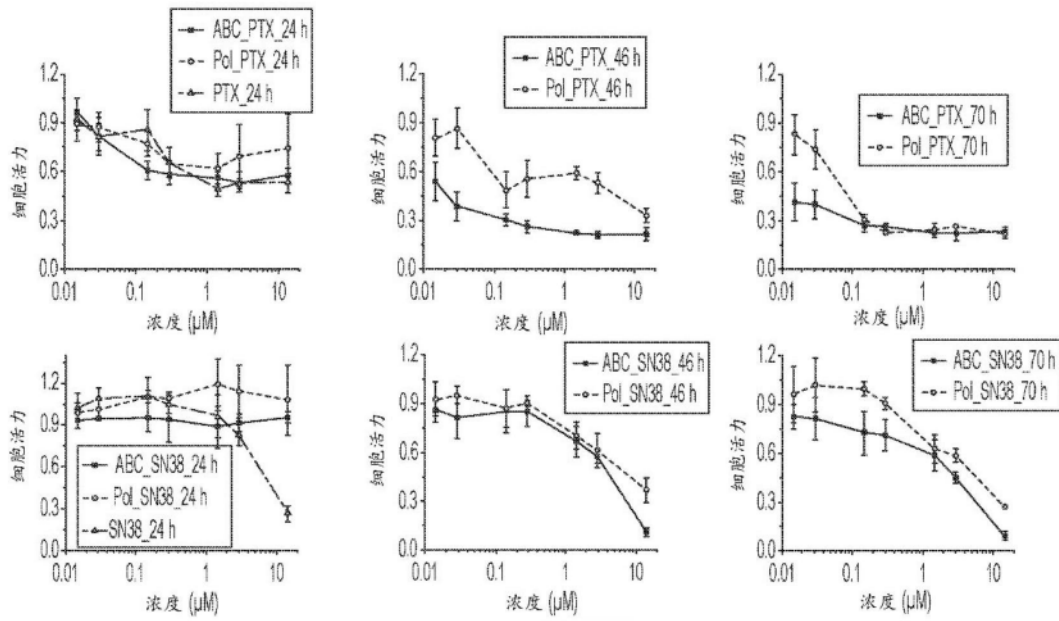 ABC_PTX_24 h
Pol_PTX_24 h
PTX_24 h
细胞活力
1.2
0.9
0.6
0.3
0.0
0.01
0.1
1
10
浓度 (µM)
ABC_PTX_46 h
Pol_PTX_46 h
细胞活力
1.2
0.9
0.6
0.3
0.0
0.01
0.1
1
10
浓度 (µM)
ABC_PTX_70 h
Pol_PTX_70 h
细胞活力
1.2
0.9
0.6
0.3
0.0
0.01
0.1
1
10
浓度 (µM)
ABC_SN38_24 h
Pol_SN38_24 h
SN38_24 h
细胞活力
1.2
0.9
0.6
0.3
0.0
0.01
0.1
1
10
浓度 (µM)
ABC_SN38_46 h
Pol_SN38_46 h
细胞活力
1.2
0.9
0.6
0.3
0.0
0.01
0.1
1
10
浓度 (µM)
ABC_SN38_70 h
Pol_SN38_70 h
细胞活力
1.2
0.9
0.6
0.3
0.0
0.01
0.1
1
10
浓度 (µM)